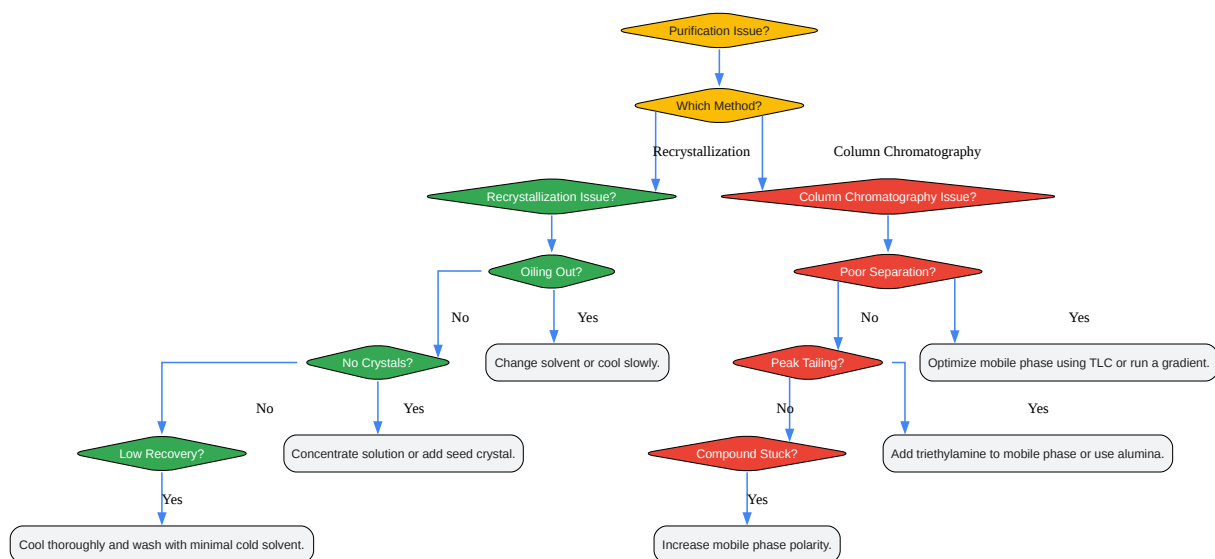 Purification Issue?
Which Method?
Recrystallization
Column Chromatography
Recrystallization Issue?
Column Chromatography Issue?
Oiling Out?
Poor Separation?
No
Yes
No
Yes
No Crystals?
Change solvent or cool slowly.
Peak Tailing?
Optimize mobile phase using TLC or run a gradient.
No
Yes
No
Yes
Low Recovery?
Concentrate solution or add seed crystal.
Compound Stuck?
Add triethylamine to mobile phase or use alumina.
Yes
Yes
Cool thoroughly and wash with minimal cold solvent.
Increase mobile phase polarity.